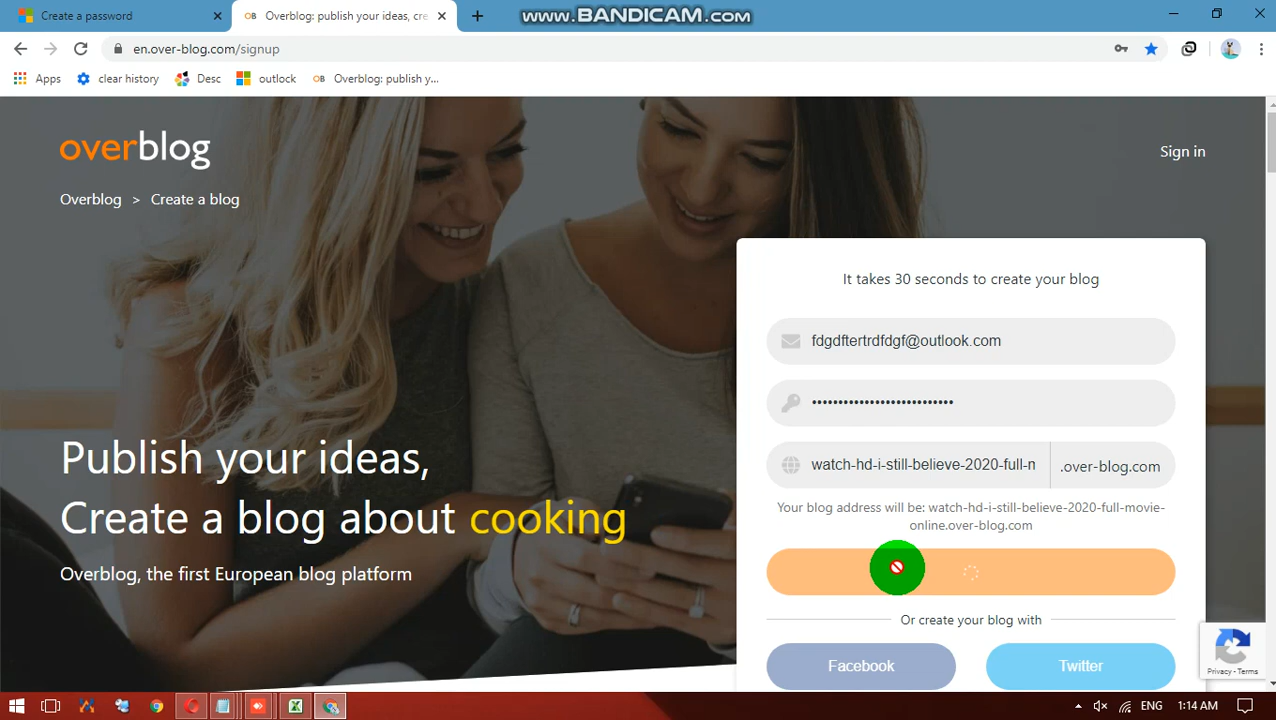 Create a password
Overblog: publish your ideas, cre
www.BANDICAM.com
en.over-blog.com/signup
Apps
clear history
Desc
outlock
Overblog: publish y...
overblog
Sign in
Overblog > Create a blog
It takes 30 seconds to create your blog
fdgdftertrdfdgf@outlook.com
watch-hd-i-still-believe-2020-full-n
.over-blog.com
Your blog address will be: watch-hd-i-still-believe-2020-full-movie-
online.over-blog.com
Publish your ideas,
Create a blog about cooking
Overblog, the first European blog platform
Or create your blog with
Facebook
Twitter
Privacy - Terms
ENG
1:14 AM